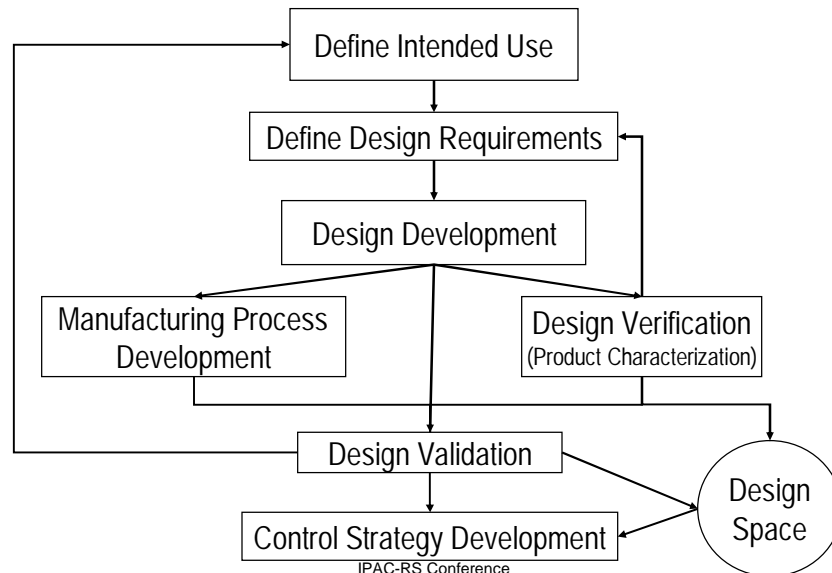 Define Intended Use
Define Design Requirements
Design Development
Manufacturing Process
Development
Design Verification
(Product Characterization)
Design Validation
Design
Space
Control Strategy Development
IPAC-RS Conference